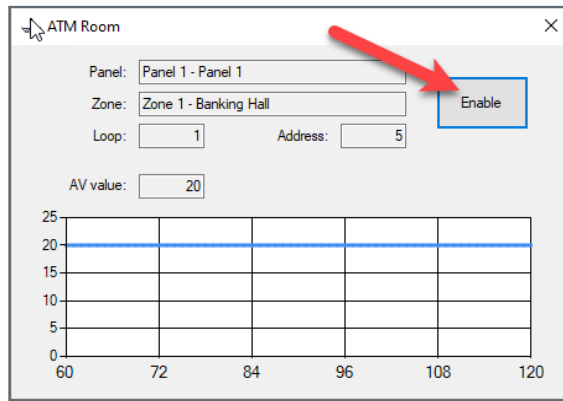 ATM Room
Panel: Panel 1 - Panel 1
Zone: Zone 1 - Banking Hall
Enable
Loop: 1 Address: 5
AV value: 20
25
20
15
10
5
0
60 72 84 96 108 120